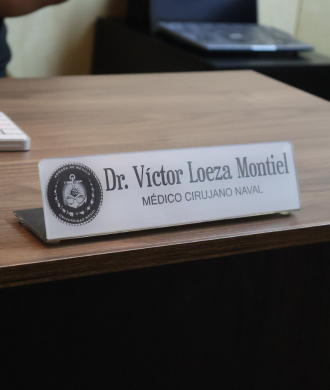 Dr. Víctor Loeza Montiel
MÉDICO CIRUJANO NAVAL